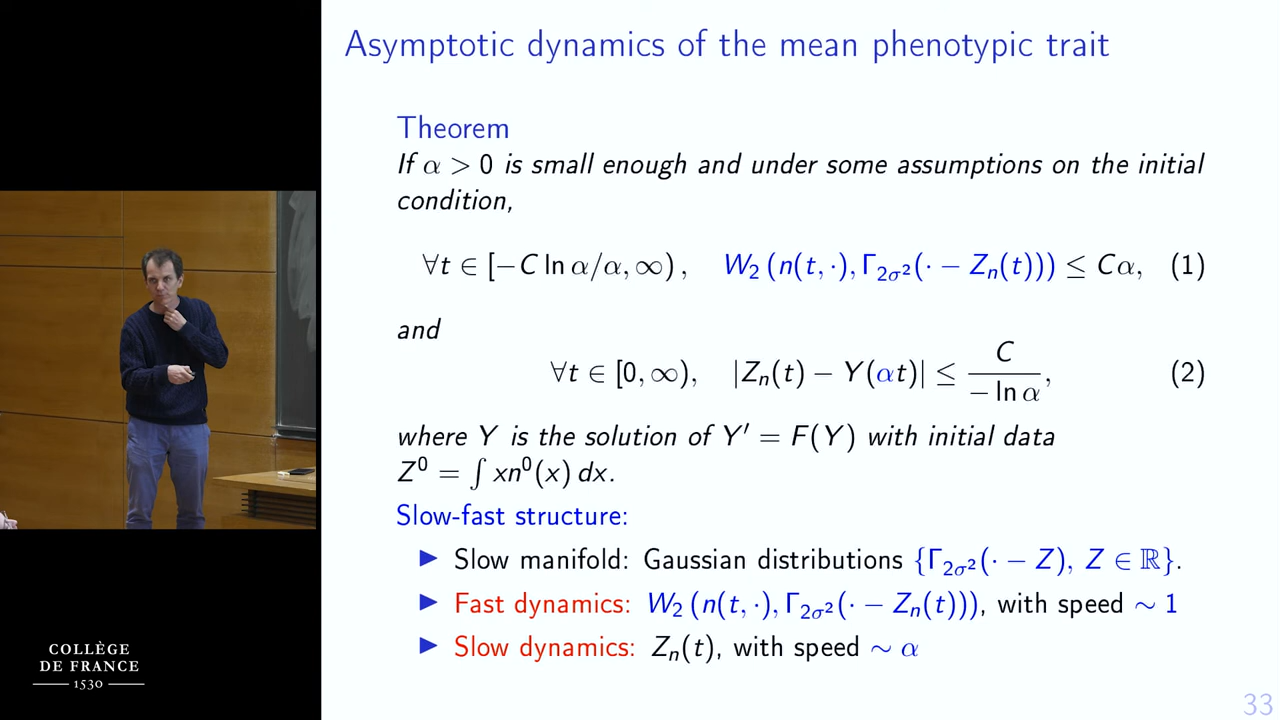 Asymptotic dynamics of the mean phenotypic trait
Theorem
If α > 0 is small enough and under some assumptions on the initial
condition,
∀t ∈ [−C ln α/α, ∞) , W₂ (n(t, ·), Γ₂σ²(· − Zₙ(t))) ≤ Cα, (1)
and
∀t ∈ [0, ∞), |Zₙ(t) − Y(αt)| ≤ C / − ln α, (2)
where Y is the solution of Y′ = F(Y) with initial data
Z⁰ = ∫ xn⁰(x) dx.
Slow-fast structure:
▶ Slow manifold: Gaussian distributions {Γ₂σ²(· − Z), Z ∈ ℝ}.
▶ Fast dynamics: W₂ (n(t, ·), Γ₂σ²(· − Zₙ(t))), with speed ∼ 1
▶ Slow dynamics: Zₙ(t), with speed ∼ α
COLLÈGE
DE FRANCE
1530
33